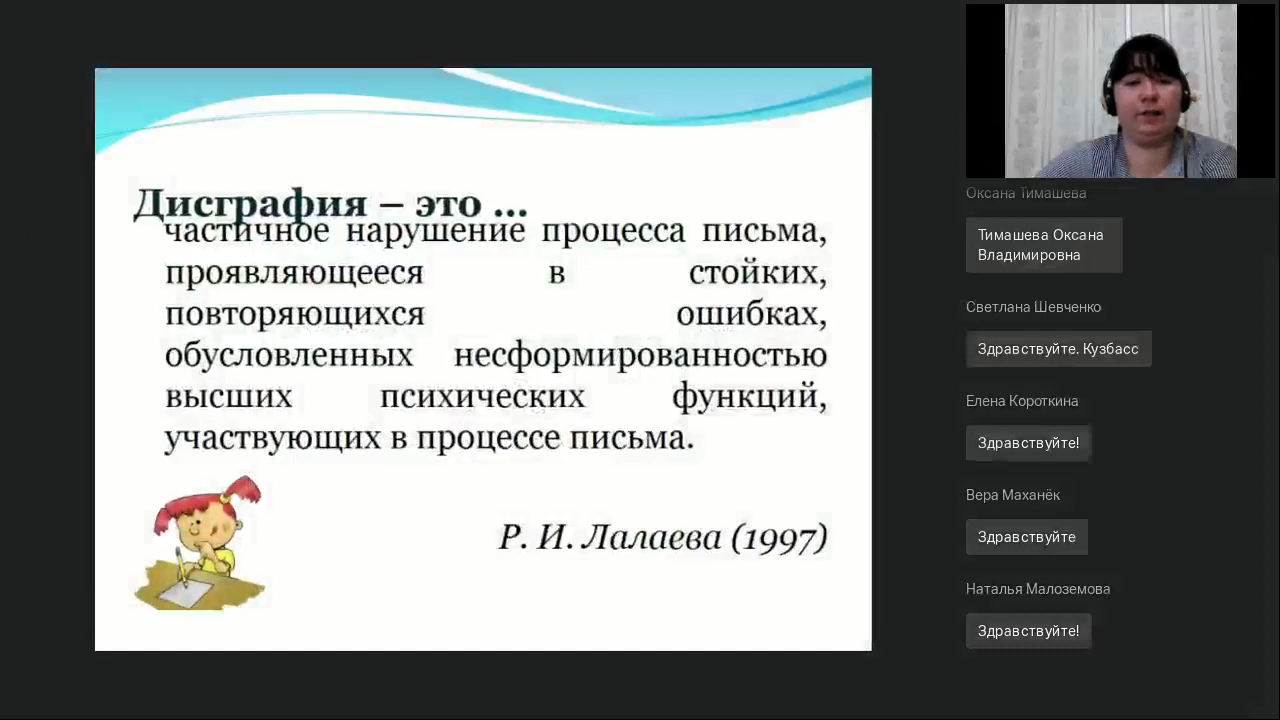 Дисграфия – это ...
частичное нарушение процесса письма,
проявляющееся в стойких,
повторяющихся ошибках,
обусловленных несформированностью
высших психических функций,
участвующих в процессе письма.
Р. И. Лалаева (1997)
Оксана Тимашева
Тимашева Оксана
Владимировна
Светлана Шевченко
Здравствуйте. Кузбасс
Елена Короткина
Здравствуйте!
Вера Маханёк
Здравствуйте
Наталья Малоземова
Здравствуйте!